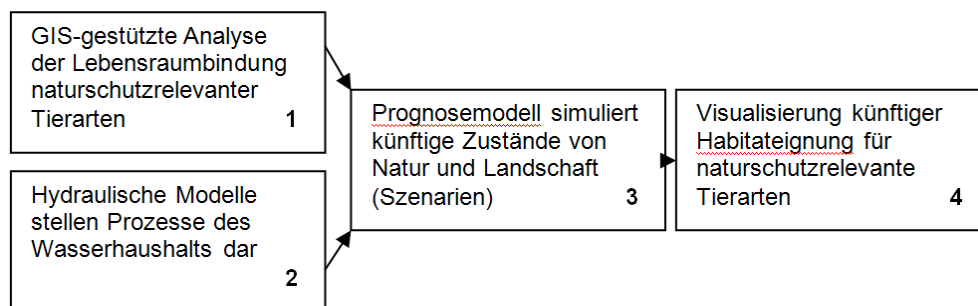 GIS-gestützte Analyse
der Lebensraumbindung
naturschutzrelevanter
Tierarten 1
Hydraulische Modelle
stellen Prozesse des
Wasserhaushalts dar
2
Prognosemodell simuliert
künftige Zustände von
Natur und Landschaft
(Szenarien) 3
Visualisierung künftiger
Habitateignung für
naturschutzrelevante
Tierarten 4